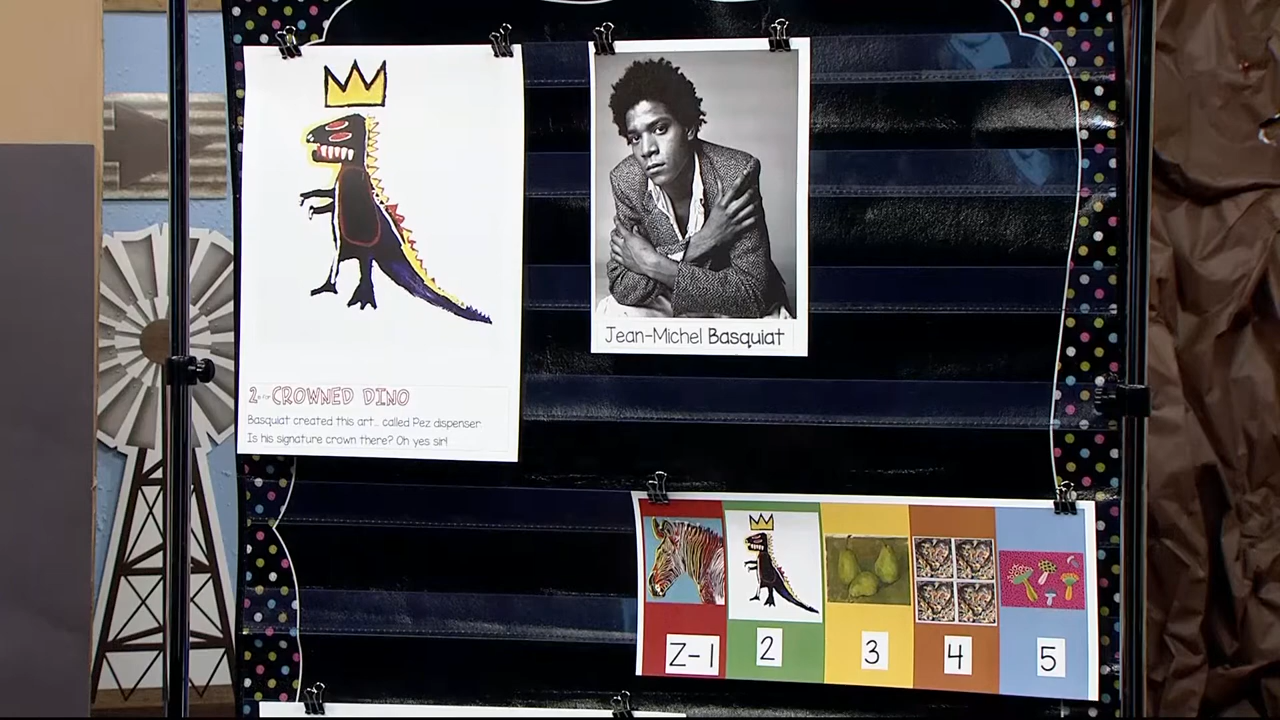 2 for CROWNED DINO
Basquiat created this art... called Pez dispenser
Is his signature crown there? Oh yes sir!
Jean-Michel Basquiat
Z-1 2 3 4 5